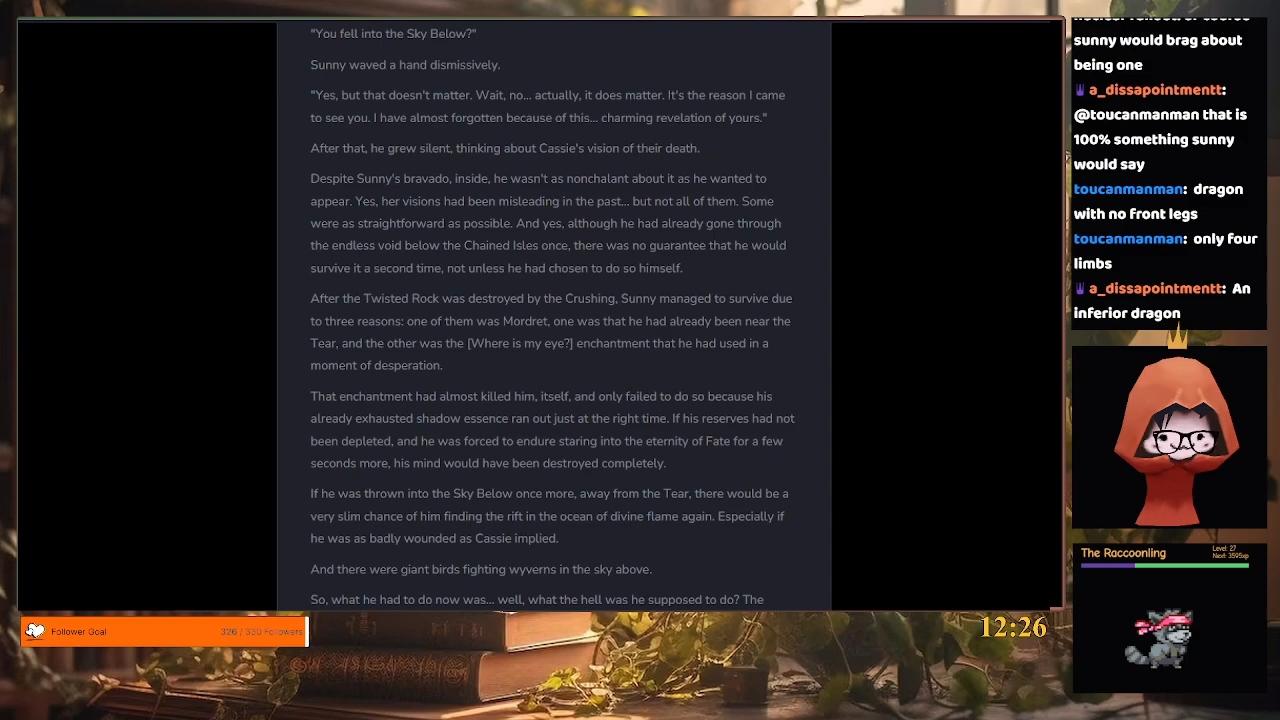 "You fell into the Sky Below?"
Sunny waved a hand dismissively.
"Yes, but that doesn't matter. Wait, no... actually, it does matter. It's the reason I came
to see you. I have almost forgotten because of this... charming revelation of yours."
After that, he grew silent, thinking about Cassie's vision of their death.
Despite Sunny's bravado, inside, he wasn't as nonchalant about it as he wanted to
appear. Yes, her visions had been misleading in the past... but not all of them. Some
were as straightforward as possible. And yes, although he had already gone through
the endless void below the Chained Isles once, there was no guarantee that he would
survive it a second time, not unless he had chosen to do so himself.
After the Twisted Rock was destroyed by the Crushing, Sunny managed to survive due
to three reasons: one of them was Mordret, one was that he had already been near the
Tear, and the other was the [Where is my eye?] enchantment that he had used in a
moment of desperation.
That enchantment had almost killed him, itself, and only failed to do so because his
already exhausted shadow essence ran out just at the right time. If his reserves had not
been depleted, and he was forced to endure staring into the eternity of Fate for a few
seconds more, his mind would have been destroyed completely.
If he was thrown into the Sky Below once more, away from the Tear, there would be a
very slim chance of him finding the rift in the ocean of divine flame again. Especially if
he was as badly wounded as Cassie implied.
And there were giant birds fighting wyverns in the sky above.
So, what he had to do now was... well, what the hell was he supposed to do? The
sunny would brag about
being one
a_dissapointmentt:
@toucanmanman that is
100% something sunny
would say
toucanmanman: dragon
with no front legs
toucanmanman: only four
limbs
a_dissapointmentt: An
inferior dragon
The Raccoonling
Level: 27
Next: 3595xp
Follower Goal
326 / 330 Followers
12:26